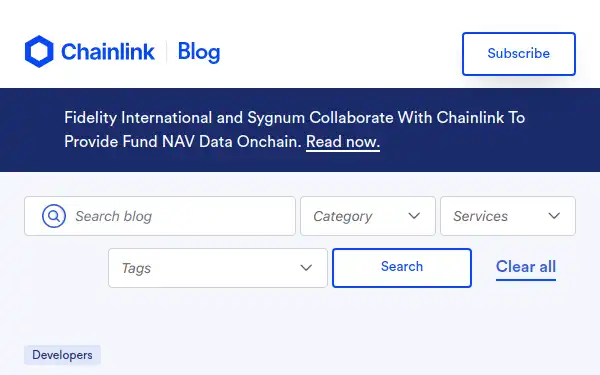 Chainlink Blog
Subscribe
Fidelity International and Sygnum Collaborate With Chainlink To
Provide Fund NAV Data Onchain. Read now.
Search blog
Category
Services
Tags
Search
Clear all
Developers